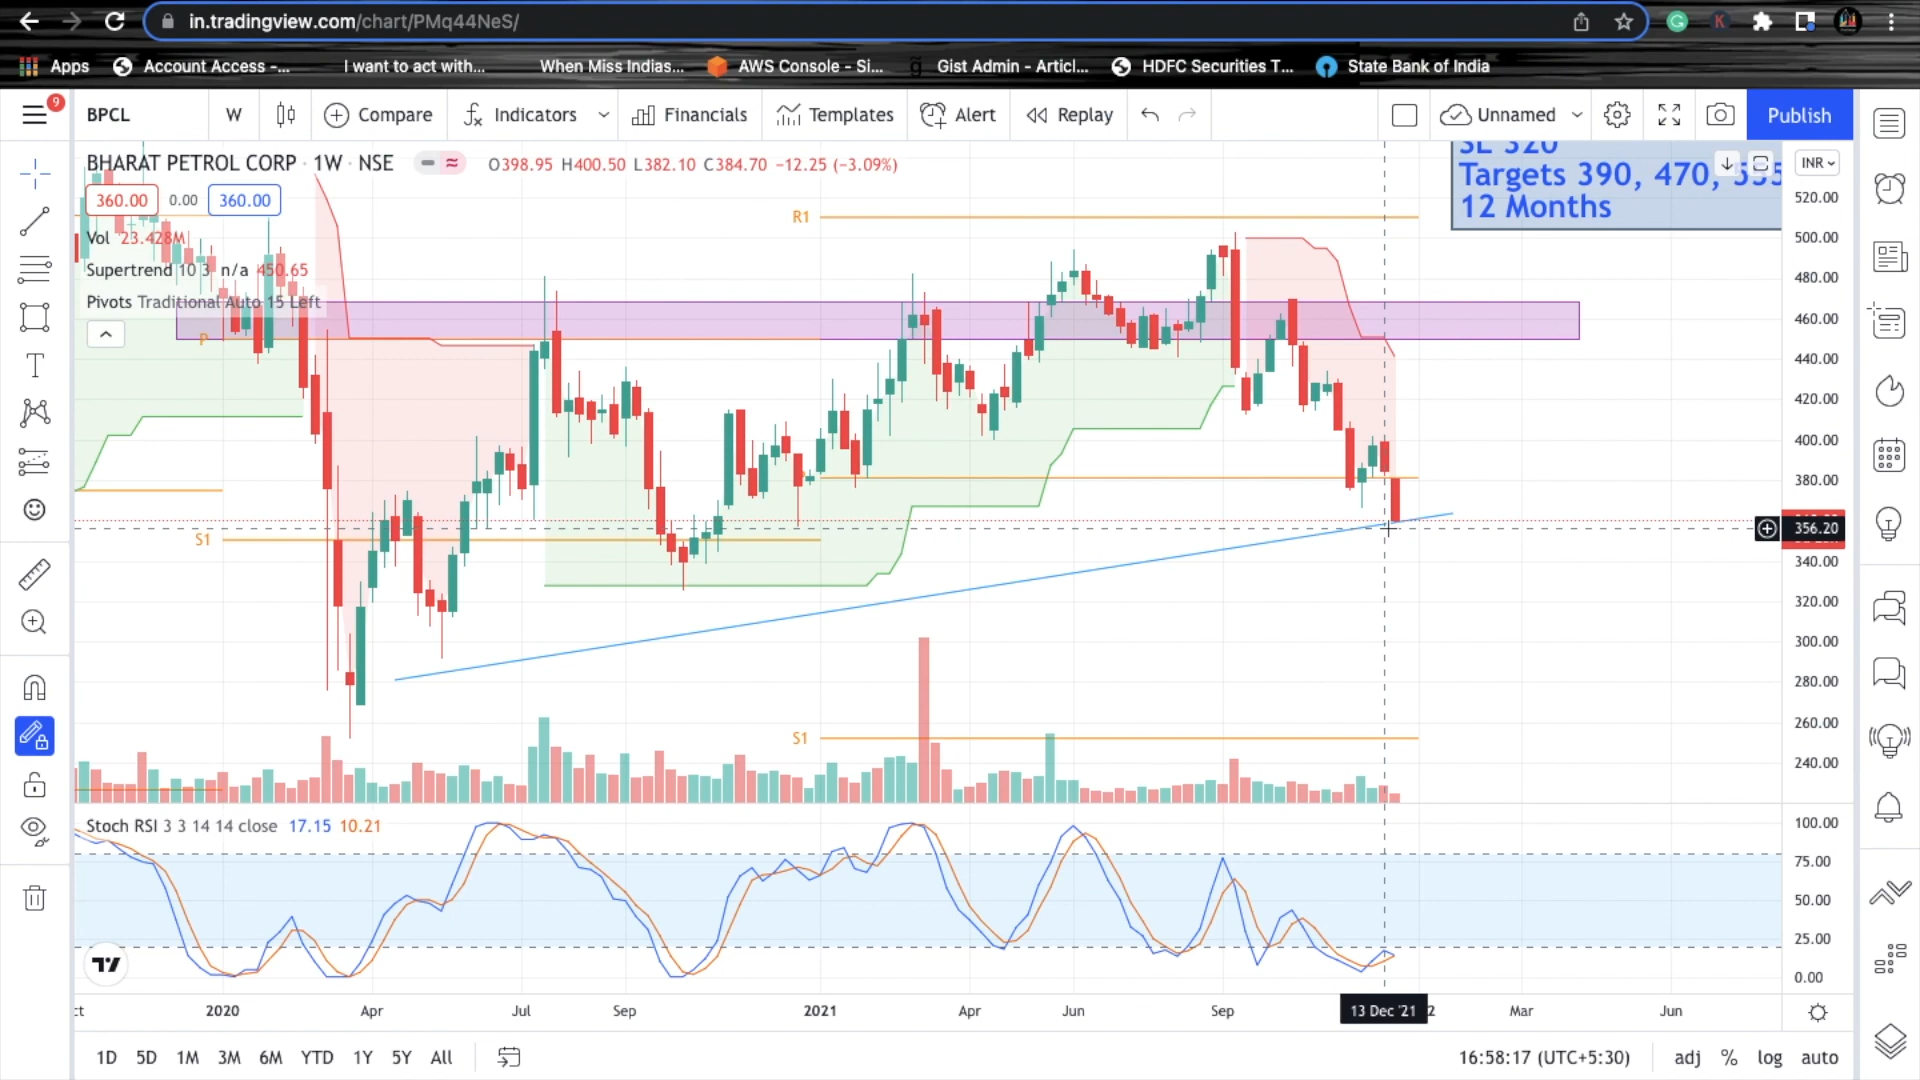 in.tradingview.com/chart/PMq44NeS/
Apps Account Access -... I want to act with... When Miss Indias... AWS Console - Si... Gist Admin - Articl... HDFC Securities T... State Bank of India
9
BPCL W Compare Indicators Financials Templates Alert Replay Unnamed Publish
BHARAT PETROL CORP · 1W · NSE O398.95 H400.50 L382.10 C384.70 −12.25 (−3.09%)
360.00 0.00 360.00
Vol 23.428M
Supertrend 10 3 n/a 450.65
Pivots Traditional Auto 15 Left
SL 320
Targets 390, 470, 535
12 Months
INR
520.00
500.00
480.00
460.00
440.00
420.00
400.00
380.00
356.20
340.00
320.00
300.00
280.00
260.00
240.00
R1
P
S1
S1
Stoch RSI 3 3 14 14 close 17.15 10.21
100.00
75.00
50.00
25.00
0.00
2020 Apr Jul Sep 2021 Apr Jun Sep 13 Dec '21 2 Mar Jun
1D 5D 1M 3M 6M YTD 1Y 5Y All 16:58:17 (UTC+5:30) adj % log auto